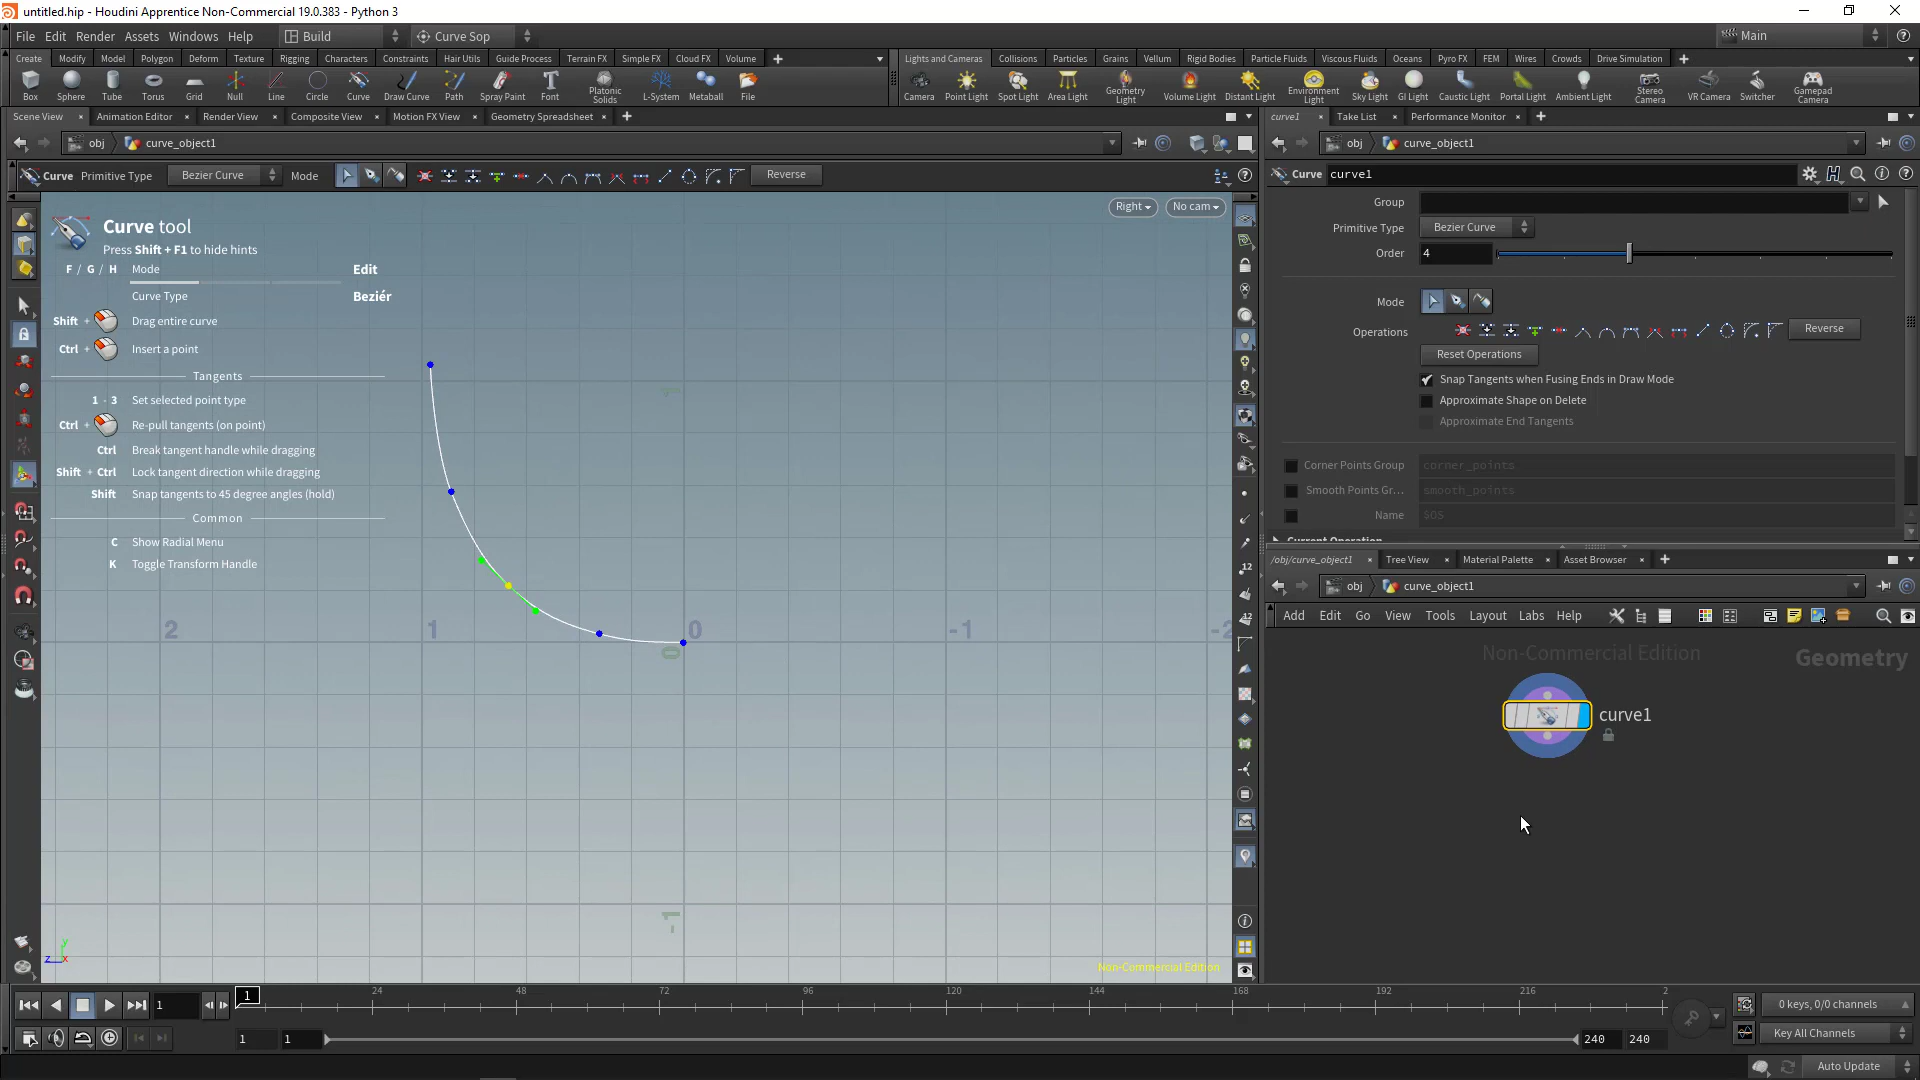 untitled.hip - Houdini Apprentice Non-Commercial 19.0.383 - Python 3
File Edit Render Assets Windows Help Build Curve Sop Main
Create Modify Model Polygon Deform Texture Rigging Characters Constraints Hair Utils Guide Process Terrain FX Simple FX Cloud FX Volume
Lights and Cameras Collisions Particles Grains Vellum Rigid Bodies Particle Fluids Viscous Fluids Oceans Pyro FX FEM Wires Crowds Drive Simulation
Box Sphere Tube Torus Grid Null Line Circle Curve Draw Curve Path Spray Paint Font Platonic Solids L-System Metaball File
Camera Point Light Spot Light Area Light Geometry Light Volume Light Distant Light Environment Light Sky Light GI Light Caustic Light Portal Light Ambient Light Stereo Camera VR Camera Switcher Gamepad Camera
Scene View Animation Editor Render View Composite View Motion FX View Geometry Spreadsheet
obj curve_object1
Curve Primitive Type Bezier Curve Mode Reverse
Right No cam
Curve tool
Press Shift + F1 to hide hints
F / G / H Mode Edit
Curve Type Beziér
Shift + Drag entire curve
Ctrl + Insert a point
Tangents
1 - 3 Set selected point type
Ctrl + Re-pull tangents (on point)
Ctrl Break tangent handle while dragging
Shift + Ctrl Lock tangent direction while dragging
Shift Snap tangents to 45 degree angles (hold)
Common
C Show Radial Menu
K Toggle Transform Handle
2 1 0 -1 -2
1
0
-1
y
z x
Non-Commercial Edition
curve1 Take List Performance Monitor
obj curve_object1
Curve curve1
Group
Primitive Type Bezier Curve
Order 4
Mode
Operations Reverse
Reset Operations
Snap Tangents when Fusing Ends in Draw Mode
Approximate Shape on Delete
Approximate End Tangents
Corner Points Group corner_points
Smooth Points Gr... smooth_points
Name $OS
Current Operation
/obj/curve_object1 Tree View Material Palette Asset Browser
obj curve_object1
Add Edit Go View Tools Layout Labs Help
Non-Commercial Edition Geometry
curve1
12
12
1 1 24 48 72 96 120 144 168 192 216 2
0 keys, 0/0 channels
1 1 240 240
Key All Channels
Auto Update